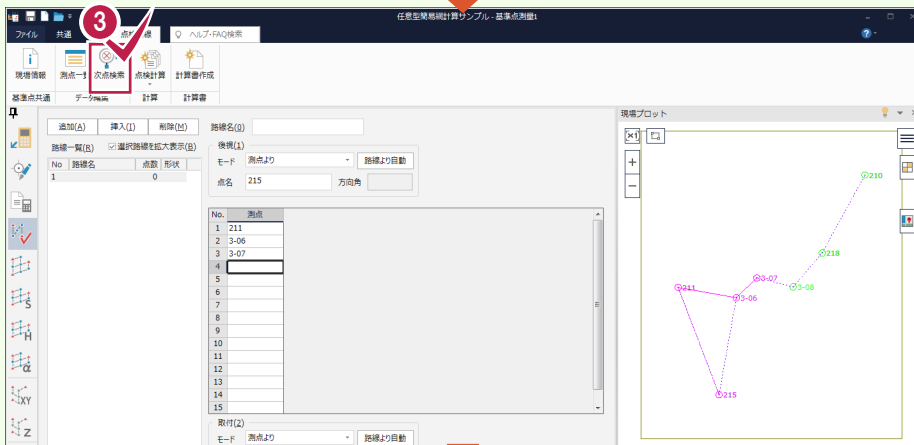 任意型簡易網計算サンプル - 基準点測量1
3
ファイル 共通 点 線 ヘルプ・FAQ検索
現場情報 測点一 次点検索 点検計算 計算書作成
基準点共通 データ編集 計算 計算書
追加(A) 挿入(I) 削除(M)
路線一覧(R) 選択路線を拡大表示(B)
No 路線名 点数 形状
1 0
路線名(0)
後視(1)
モード 測点より 路線より自動
点名 215 方向角
No. 測点
1 211
2 3-06
3 3-07
4
5
6
7
8
9
10
11
12
13
14
15
取付(2)
モード 測点より 路線より自動
現場プロット
×1
+
−
210
218
3-07
3-08
211
3-06
215
S
H
α
XY
Z